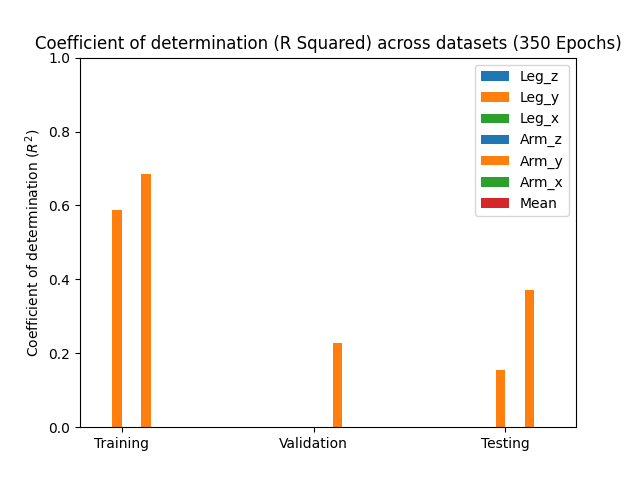 Coefficient of determination (R Squared) across datasets (350 Epochs)
Coefficient of determination (R²)
1.0
0.8
0.6
0.4
0.2
0.0
Training
Validation
Testing
Leg_z
Leg_y
Leg_x
Arm_z
Arm_y
Arm_x
Mean